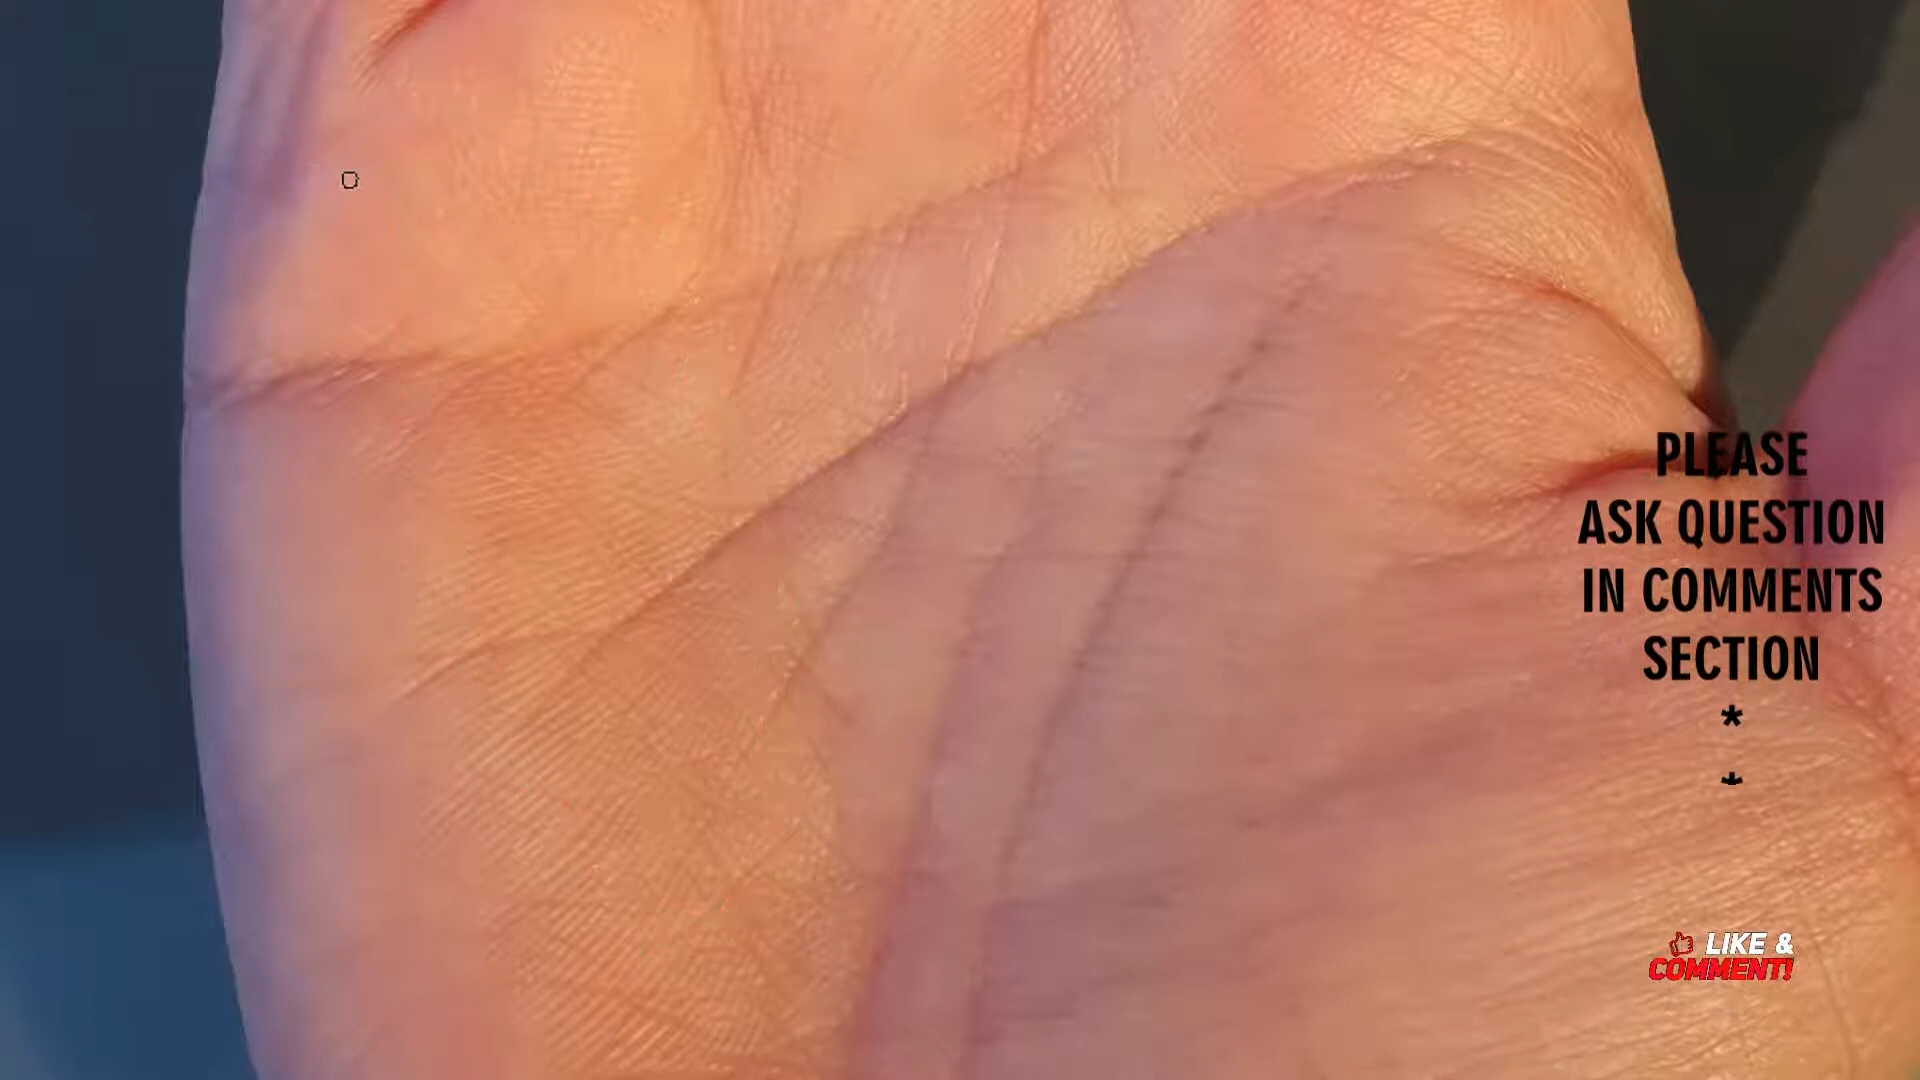 PLEASE
ASK QUESTION
IN COMMENTS
SECTION
*
*
LIKE &
COMMENT!